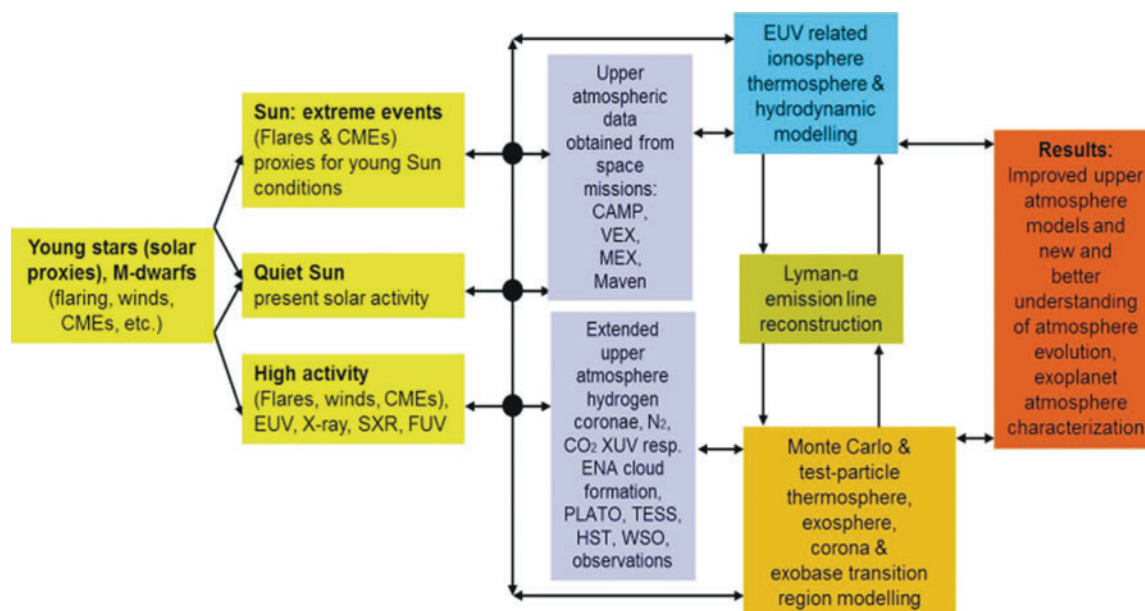 Young stars (solar
proxies), M-dwarfs
(flaring, winds,
CMEs, etc.)
Sun: extreme events
(Flares & CMEs)
proxies for young Sun
conditions
Quiet Sun
present solar activity
High activity
(Flares, winds, CMEs),
EUV, X-ray, SXR, FUV
Upper
atmospheric
data
obtained from
space
missions:
CAMP,
VEX,
MEX,
Maven
Extended
upper
atmosphere
hydrogen
coronae, N₂,
CO₂ XUV resp.
ENA cloud
formation,
PLATO, TESS,
HST, WSO,
observations
EUV related
ionosphere
thermosphere &
hydrodynamic
modelling
Lyman-α
emission line
reconstruction
Monte Carlo &
test-particle
thermosphere,
exosphere,
corona &
exobase transition
region modelling
Results:
Improved upper
atmosphere
models and
new and
better
understanding
of atmosphere
evolution,
exoplanet
atmosphere
characterization